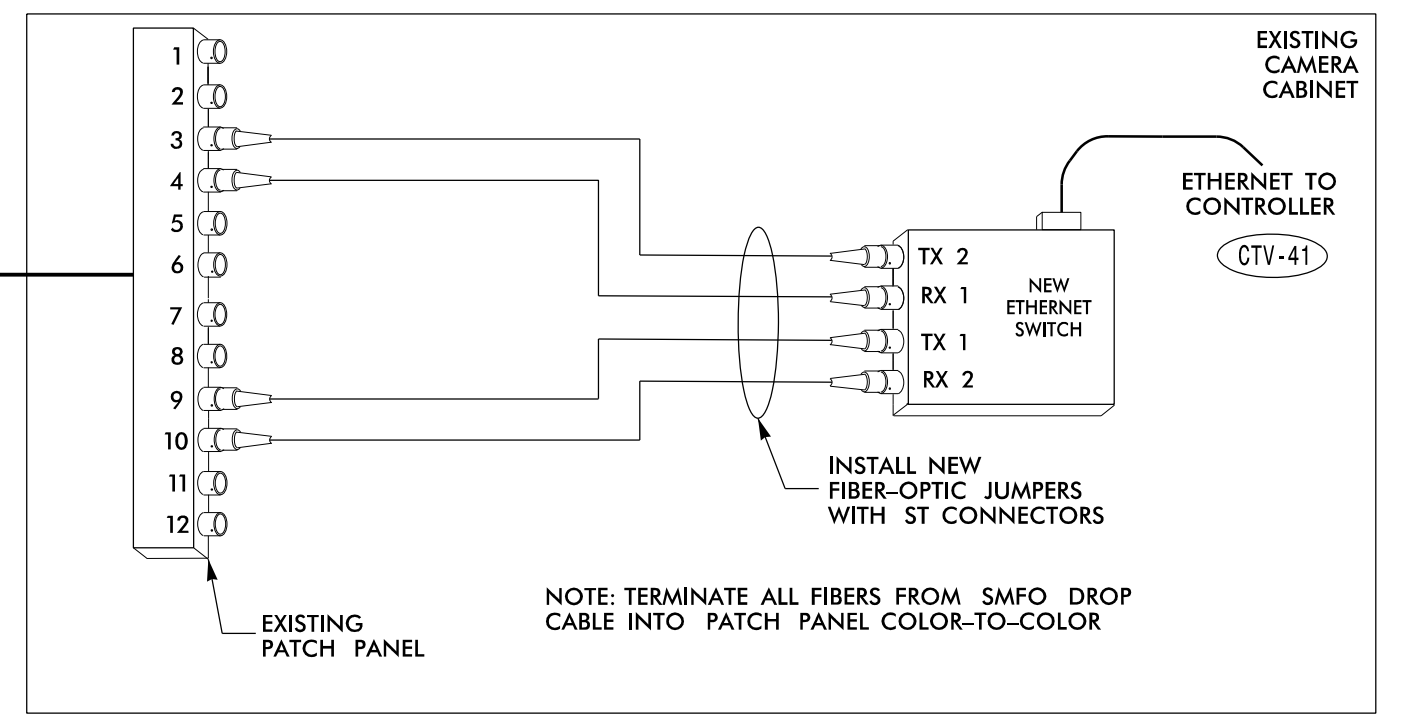 EXISTING
CAMERA
CABINET
1
2
3
4
5
6
7
8
9
10
11
12
ETHERNET TO
CONTROLLER
CTV-41
TX 2
RX 1
TX 1
RX 2
NEW
ETHERNET
SWITCH
INSTALL NEW
FIBER–OPTIC JUMPERS
WITH ST CONNECTORS
NOTE: TERMINATE ALL FIBERS FROM SMFO DROP
CABLE INTO PATCH PANEL COLOR–TO–COLOR
EXISTING
PATCH PANEL